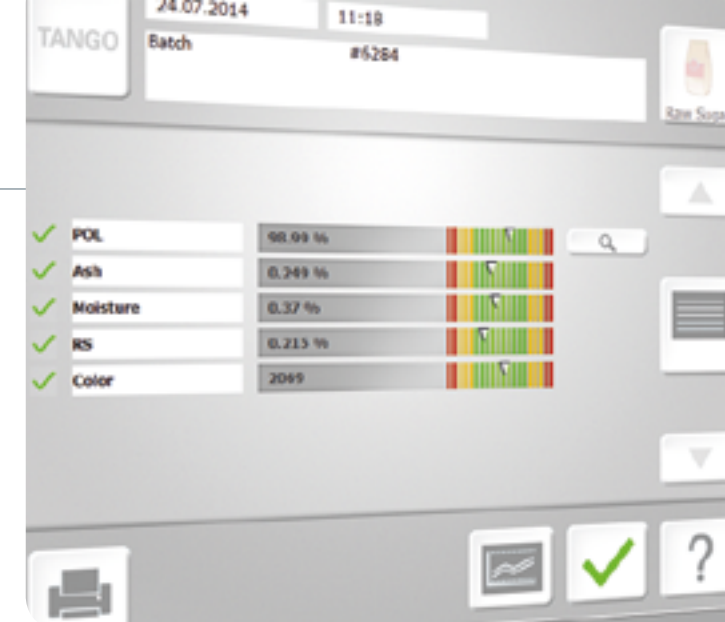 TANGO
24.07.2014
11:18
Batch #6284
Raw Suga
POL 98.99 %
Ash 0.249 %
Moisture 0.37 %
RS 0.215 %
Color 2069
?